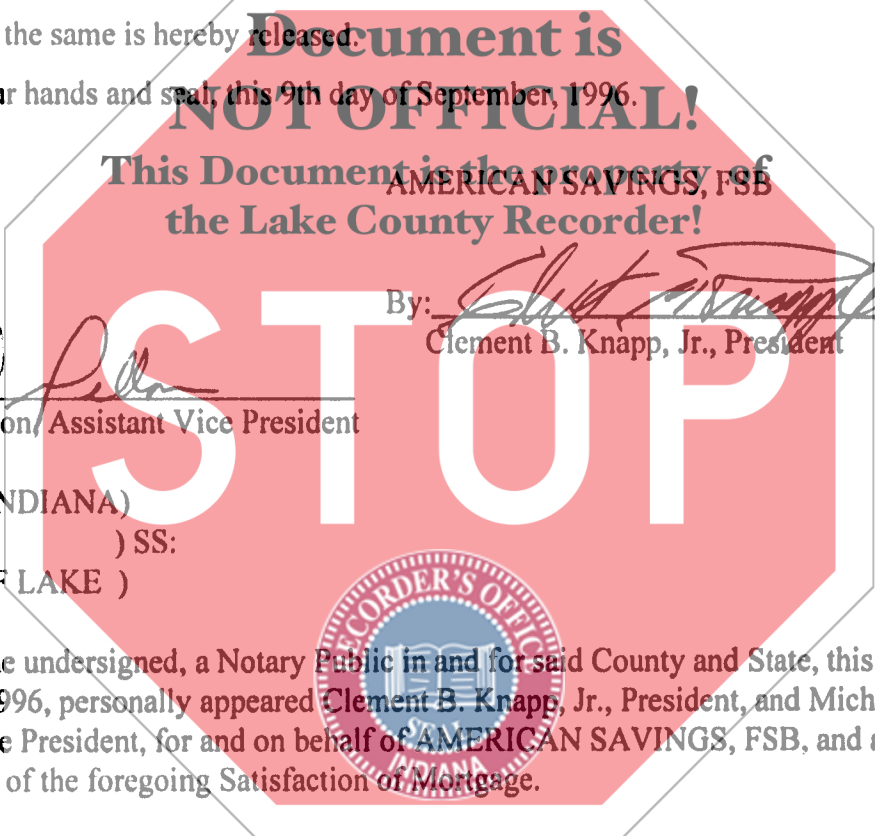 the same is hereby released.
Document is
r hands and seal, this 9th day of September, 1996.
NOT OFFICIAL!
This Document is the property of
AMERICAN SAVINGS, FSB
the Lake County Recorder!
By:
Clement B. Knapp, Jr., President
on, Assistant Vice President
STOP
NDIANA)
) SS:
F LAKE )
RECORDER'S OFFICE
SEAL
INDIANA
e undersigned, a Notary Public in and for said County and State, this
996, personally appeared Clement B. Knapp, Jr., President, and Mich
e President, for and on behalf of AMERICAN SAVINGS, FSB, and a
of the foregoing Satisfaction of Mortgage.